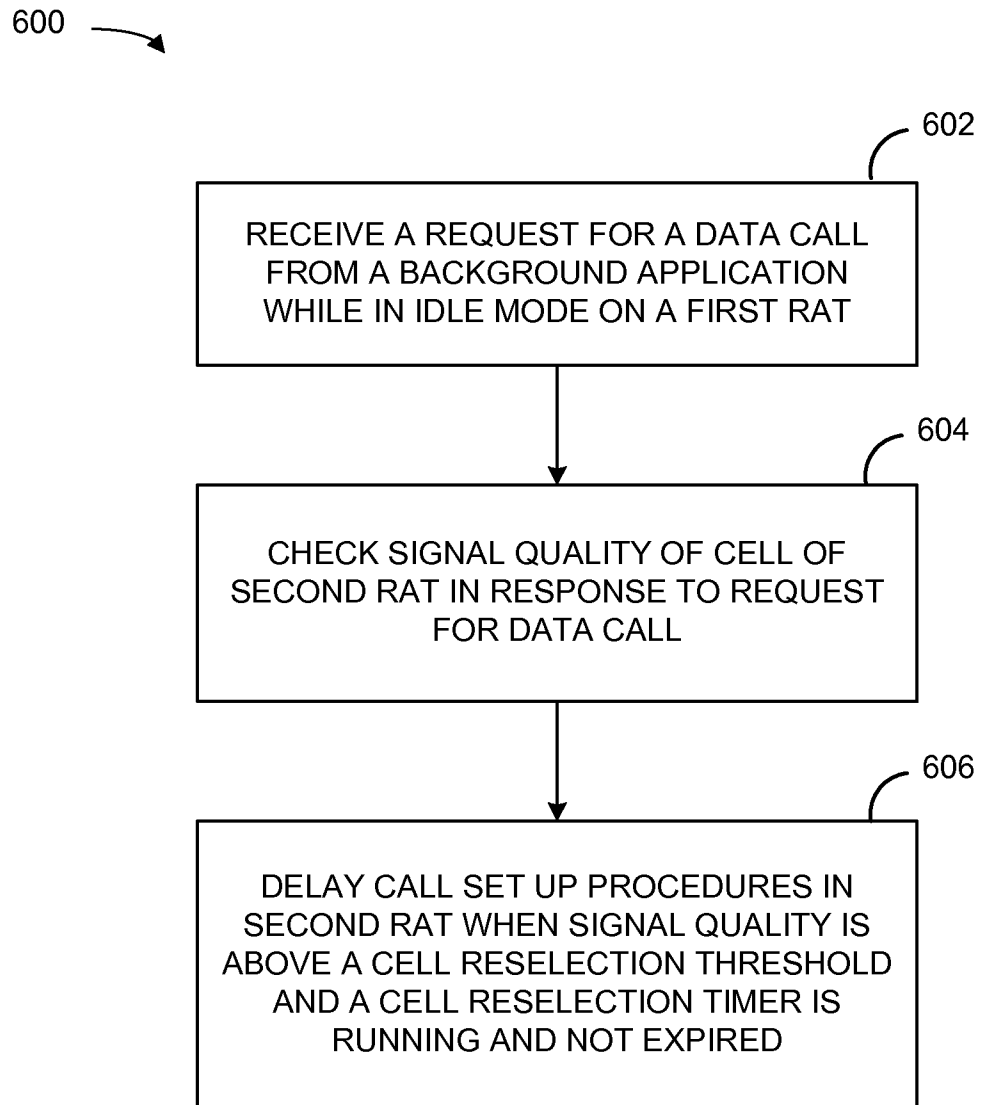 600
602
RECEIVE A REQUEST FOR A DATA CALL
FROM A BACKGROUND APPLICATION
WHILE IN IDLE MODE ON A FIRST RAT
604
CHECK SIGNAL QUALITY OF CELL OF
SECOND RAT IN RESPONSE TO REQUEST
FOR DATA CALL
606
DELAY CALL SET UP PROCEDURES IN
SECOND RAT WHEN SIGNAL QUALITY IS
ABOVE A CELL RESELECTION THRESHOLD
AND A CELL RESELECTION TIMER IS
RUNNING AND NOT EXPIRED